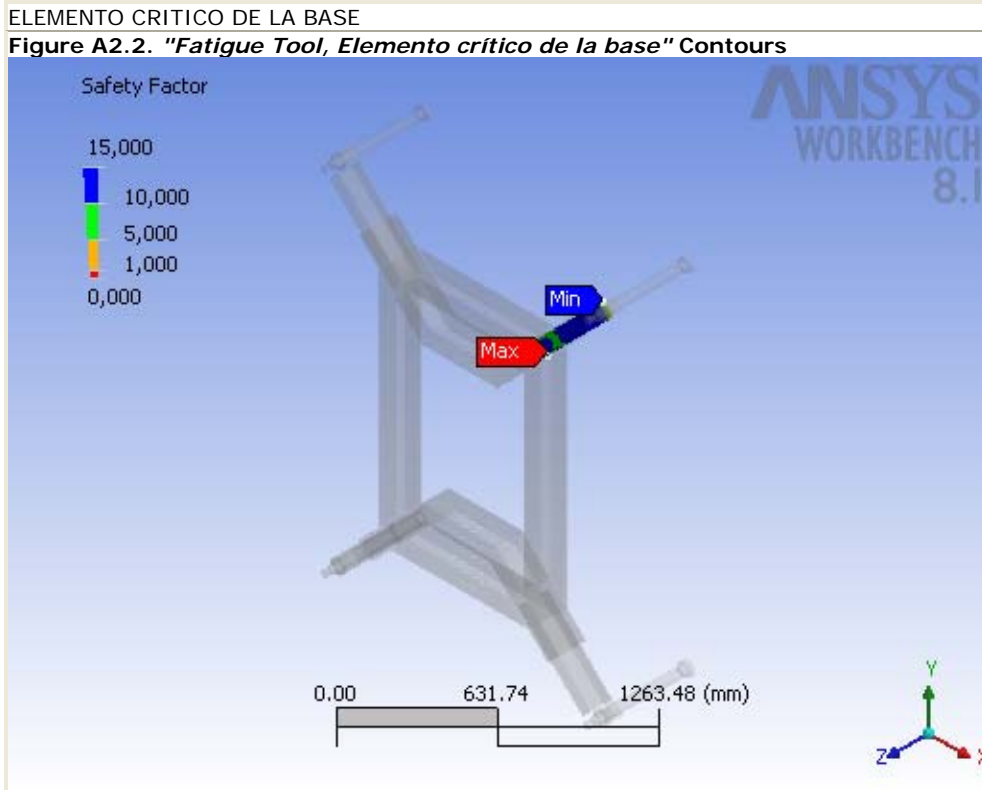 ELEMENTO CRITICO DE LA BASE
Figure A2.2. "Fatigue Tool, Elemento crítico de la base" Contours
Safety Factor
ANSYS
WORKBENCH
8.1
15,000
10,000
5,000
1,000
0,000
Min
Max
0.00 631.74 1263.48 (mm)
Y
Z X